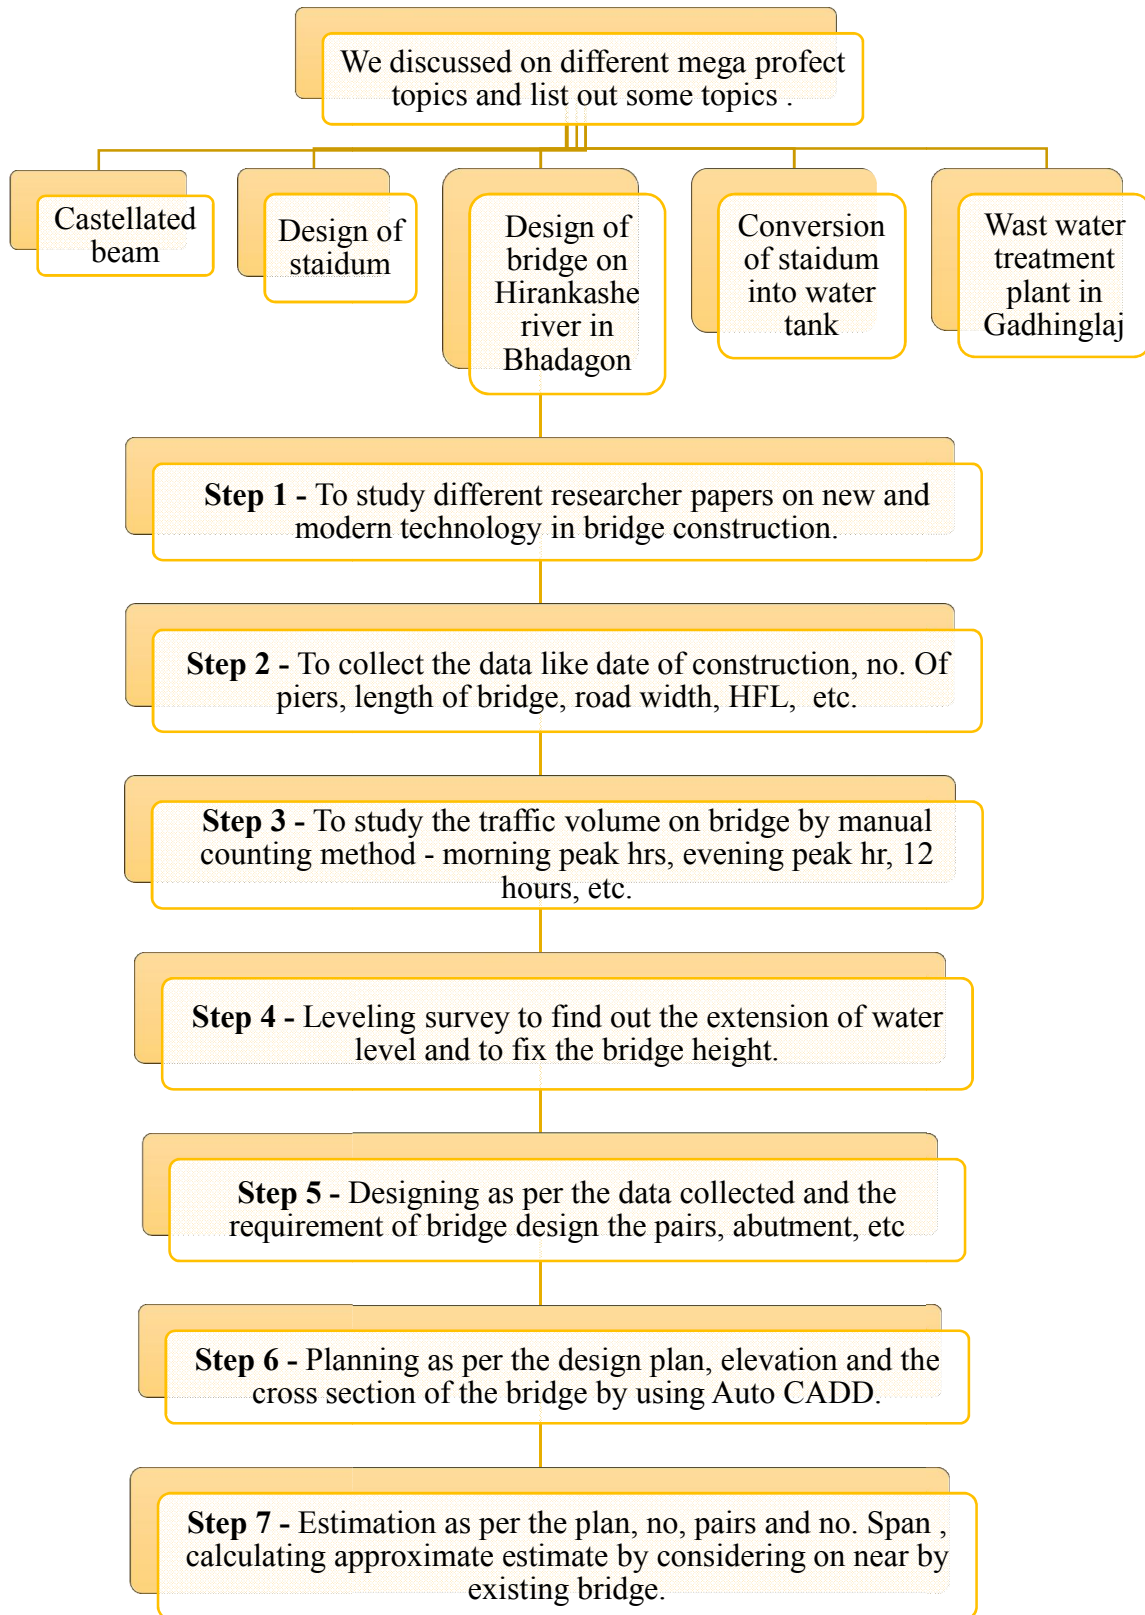 We discussed on different mega profect
topics and list out some topics .
Castellated
beam
Design of
staidum
Design of
bridge on
Hirankashe
river in
Bhadagon
Conversion
of staidum
into water
tank
Wast water
treatment
plant in
Gadhinglaj
Step 1 - To study different researcher papers on new and
modern technology in bridge construction.
Step 2 - To collect the data like date of construction, no. Of
piers, length of bridge, road width, HFL, etc.
Step 3 - To study the traffic volume on bridge by manual
counting method - morning peak hrs, evening peak hr, 12
hours, etc.
Step 4 - Leveling survey to find out the extension of water
level and to fix the bridge height.
Step 5 - Designing as per the data collected and the
requirement of bridge design the pairs, abutment, etc
Step 6 - Planning as per the design plan, elevation and the
cross section of the bridge by using Auto CADD.
Step 7 - Estimation as per the plan, no, pairs and no. Span ,
calculating approximate estimate by considering on near by
existing bridge.